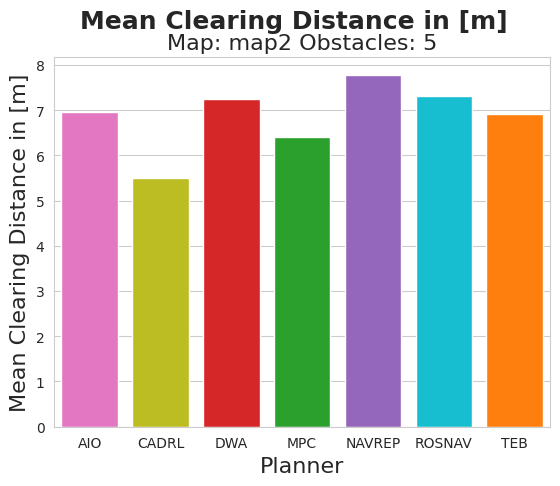 Mean Clearing Distance in [m]
Map: map2 Obstacles: 5
Mean Clearing Distance in [m]
8
7
6
5
4
3
2
1
0
AIO CADRL DWA MPC NAVREP ROSNAV TEB
Planner